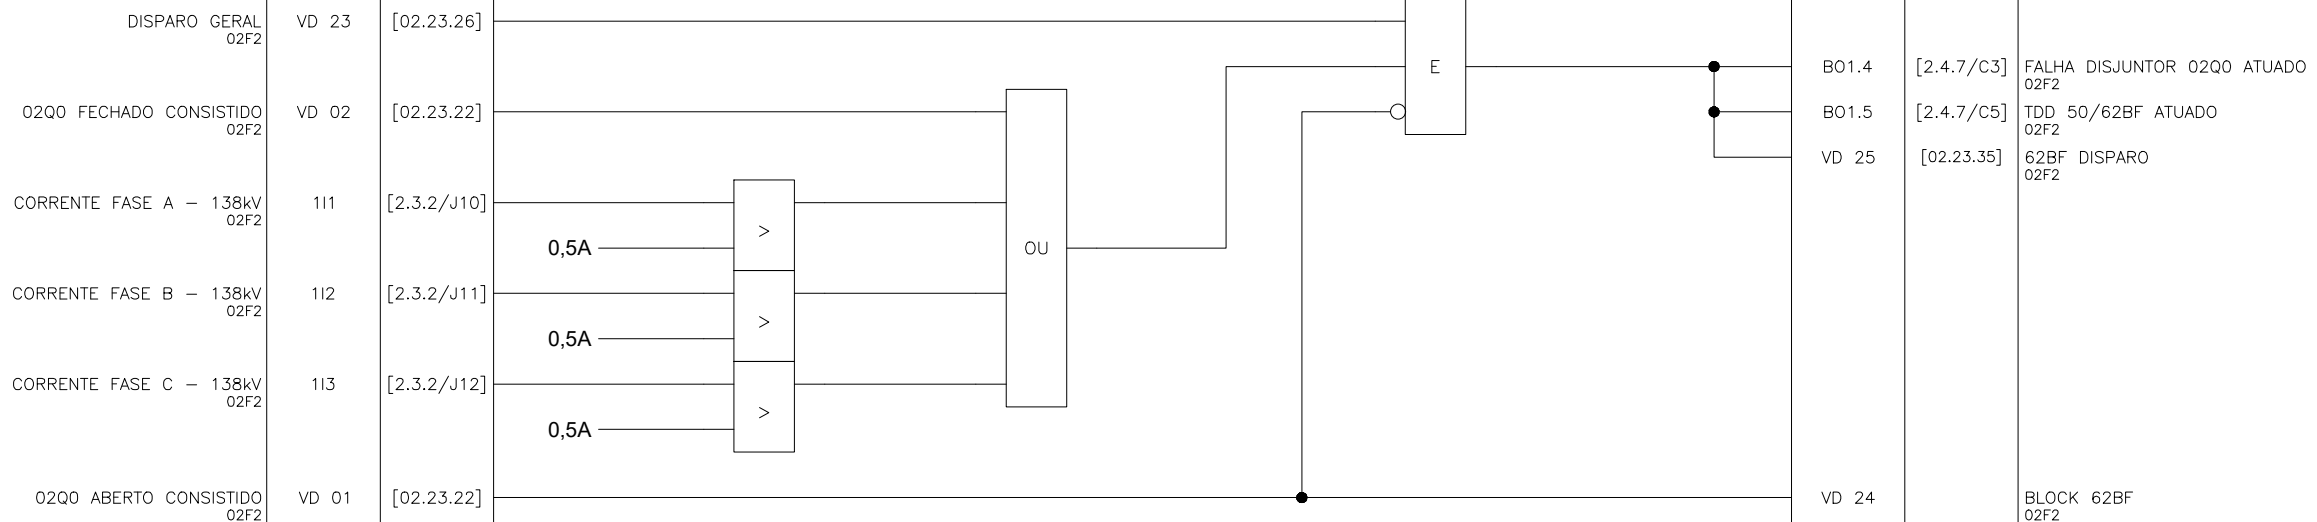 DISPARO GERAL VD 23 [02.23.26]
02F2
E BO1.4 [2.4.7/C3] FALHA DISJUNTOR 02Q0 ATUADO
02F2
02Q0 FECHADO CONSISTIDO VD 02 [02.23.22] BO1.5 [2.4.7/C5] TDD 50/62BF ATUADO
02F2 02F2
VD 25 [02.23.35] 62BF DISPARO
02F2
CORRENTE FASE A – 138kV 1I1 [2.3.2/J10]
02F2
>
0,5A OU
CORRENTE FASE B – 138kV 1I2 [2.3.2/J11]
02F2
>
0,5A
CORRENTE FASE C – 138kV 1I3 [2.3.2/J12]
02F2
>
0,5A
02Q0 ABERTO CONSISTIDO VD 01 [02.23.22] VD 24 BLOCK 62BF
02F2 02F2